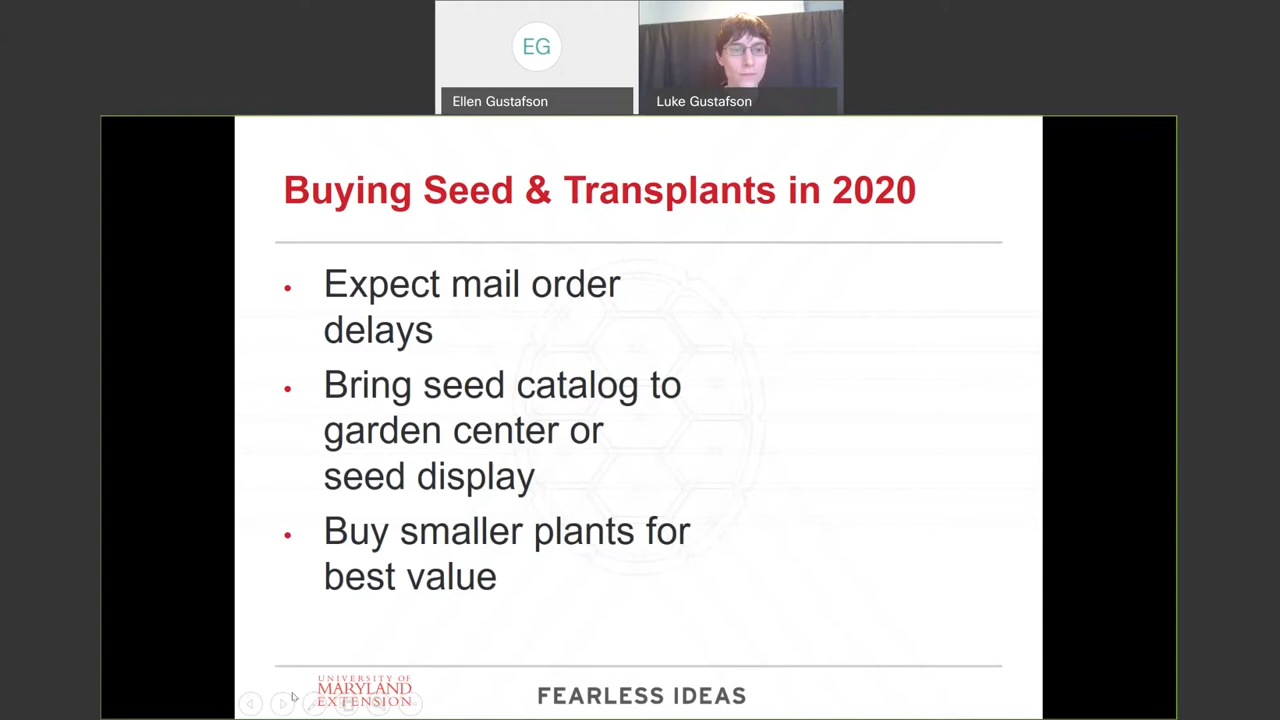 EG
Ellen Gustafson
Luke Gustafson
Buying Seed & Transplants in 2020
• Expect mail order
delays
• Bring seed catalog to
garden center or
seed display
• Buy smaller plants for
best value
UNIVERSITY OF
MARYLAND
EXTENSION
FEARLESS IDEAS